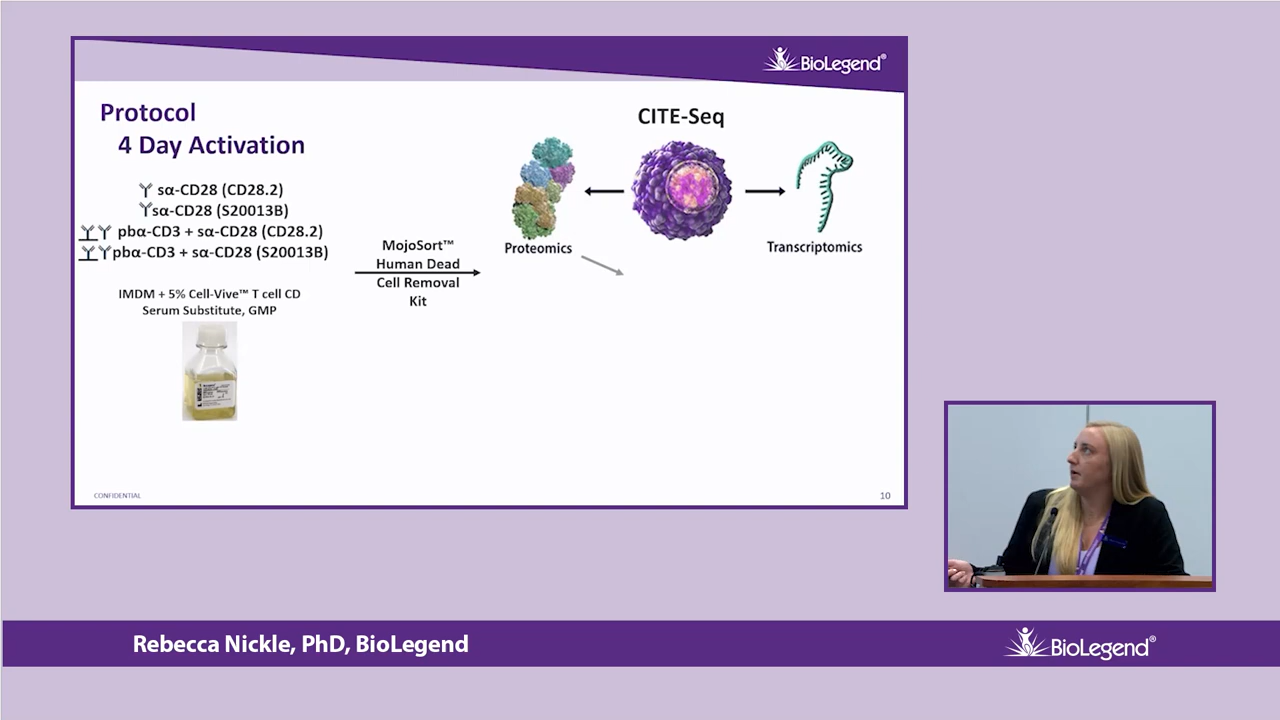 BioLegend®
Protocol
4 Day Activation
sα-CD28 (CD28.2)
sα-CD28 (S20013B)
pbα-CD3 + sα-CD28 (CD28.2)
pbα-CD3 + sα-CD28 (S20013B)
IMDM + 5% Cell-Vive™ T cell CD
Serum Substitute, GMP
MojoSort™
Human Dead
Cell Removal
Kit
CITE-Seq
Proteomics
Transcriptomics
CONFIDENTIAL
10
Rebecca Nickle, PhD, BioLegend
BioLegend®